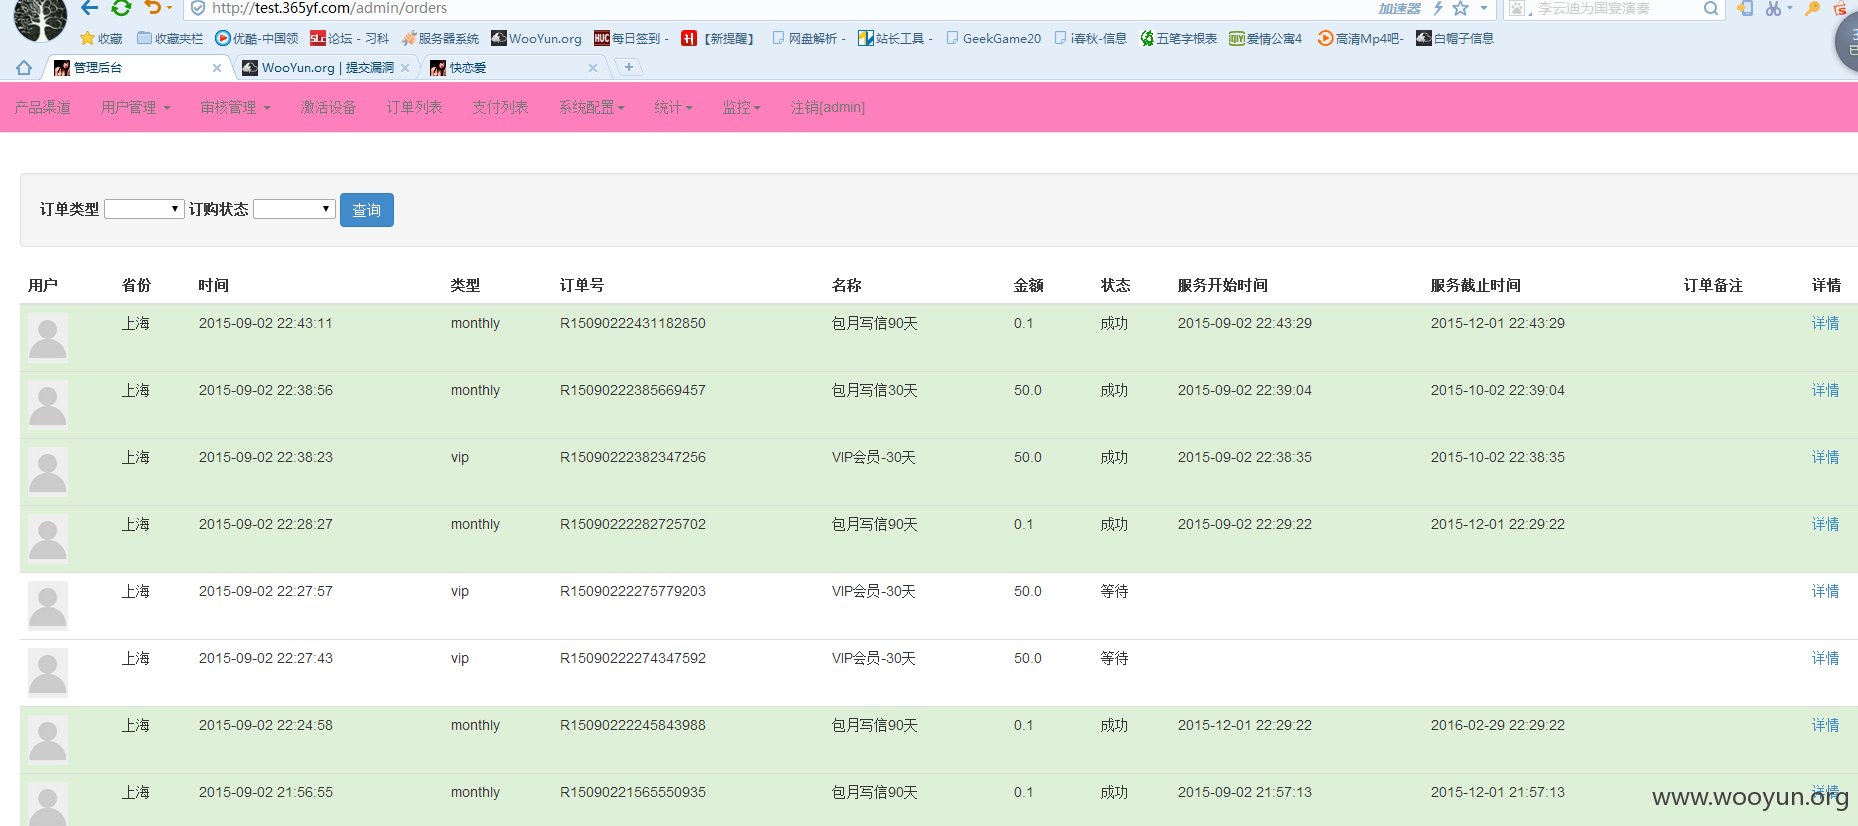 http://test.365yf.com/admin/orders 加速器 李云迪为国宴演奏
收藏 收藏夹栏 优酷-中国领 SLC 论坛 - 习科 服务器系统 WooYun.org HUC 每日签到 - H 【新提醒】 网盘解析 - 站长工具 - GeekGame20 i春秋-信息 五笔字根表 QIYI 爱情公寓4 高清Mp4吧- 白帽子信息
管理后台 WooYun.org | 提交漏洞 快恋爱
产品渠道 用户管理 审核管理 激活设备 订单列表 支付列表 系统配置 统计 监控 注销[admin]
订单类型 订购状态 查询
用户 省份 时间 类型 订单号 名称 金额 状态 服务开始时间 服务截止时间 订单备注 详情
上海 2015-09-02 22:43:11 monthly R15090222431182850 包月写信90天 0.1 成功 2015-09-02 22:43:29 2015-12-01 22:43:29 详情
上海 2015-09-02 22:38:56 monthly R15090222385669457 包月写信30天 50.0 成功 2015-09-02 22:39:04 2015-10-02 22:39:04 详情
上海 2015-09-02 22:38:23 vip R15090222382347256 VIP会员-30天 50.0 成功 2015-09-02 22:38:35 2015-10-02 22:38:35 详情
上海 2015-09-02 22:28:27 monthly R15090222282725702 包月写信90天 0.1 成功 2015-09-02 22:29:22 2015-12-01 22:29:22 详情
上海 2015-09-02 22:27:57 vip R15090222275779203 VIP会员-30天 50.0 等待 详情
上海 2015-09-02 22:27:43 vip R15090222274347592 VIP会员-30天 50.0 等待 详情
上海 2015-09-02 22:24:58 monthly R15090222245843988 包月写信90天 0.1 成功 2015-12-01 22:29:22 2016-02-29 22:29:22 详情
上海 2015-09-02 21:56:55 monthly R15090221565550935 包月写信90天 0.1 成功 2015-09-02 21:57:13 2015-12-01 21:57:13 详情
www.wooyun.org